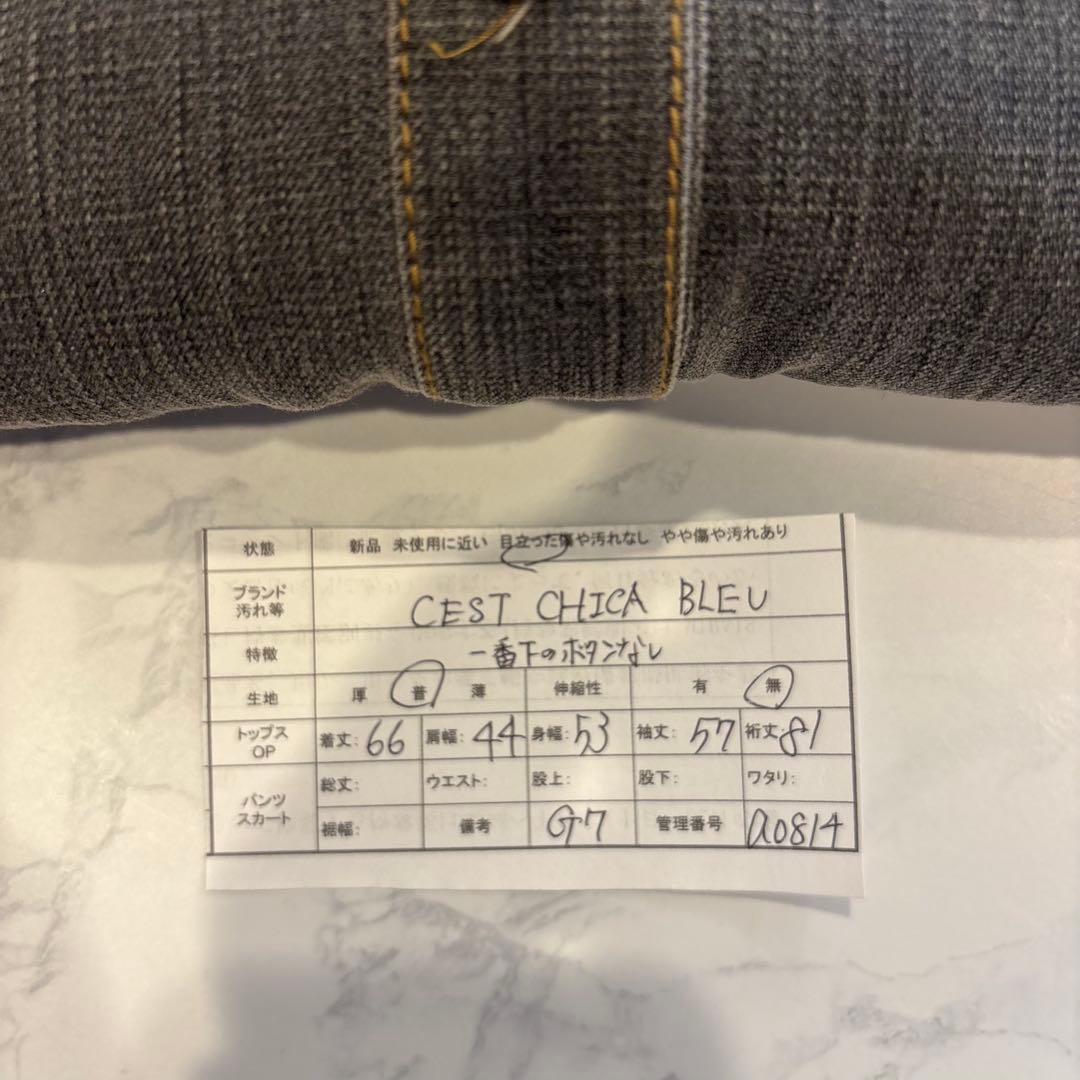 状態 新品 未使用に近い 目立った傷や汚れなし やや傷や汚れあり
ブランド
汚れ等
CEST CHICA BLEU
特徴 一番下のボタンなし
生地 厚 普 薄 伸縮性 有 無
トップス
OP
着丈: 66 肩幅: 44 身幅: 53 袖丈: 57 裄丈: 81
パンツ
スカート
総丈: ウエスト: 股上: 股下: ワタリ:
裾幅: 備考 G7 管理番号 a0814